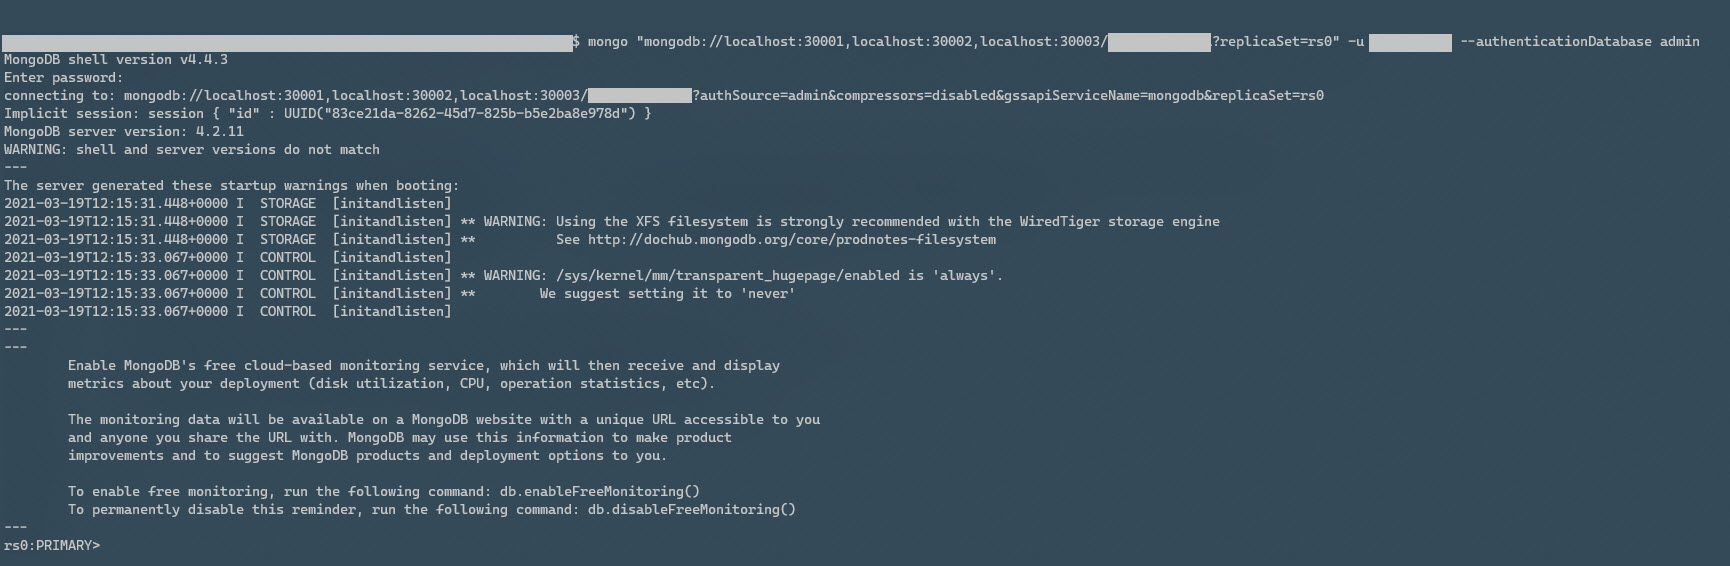 $ mongo "mongodb://localhost:30001,localhost:30002,localhost:30003/ ?replicaSet=rs0" -u --authenticationDatabase admin
MongoDB shell version v4.4.3
Enter password:
connecting to: mongodb://localhost:30001,localhost:30002,localhost:30003/ ?authSource=admin&compressors=disabled&gssapiServiceName=mongodb&replicaSet=rs0
Implicit session: session { "id" : UUID("83ce21da-8262-45d7-825b-b5e2ba8e978d") }
MongoDB server version: 4.2.11
WARNING: shell and server versions do not match
---
The server generated these startup warnings when booting:
2021-03-19T12:15:31.448+0000 I  STORAGE  [initandlisten]
2021-03-19T12:15:31.448+0000 I  STORAGE  [initandlisten] ** WARNING: Using the XFS filesystem is strongly recommended with the WiredTiger storage engine
2021-03-19T12:15:31.448+0000 I  STORAGE  [initandlisten] **          See http://dochub.mongodb.org/core/prodnotes-filesystem
2021-03-19T12:15:33.067+0000 I  CONTROL  [initandlisten]
2021-03-19T12:15:33.067+0000 I  CONTROL  [initandlisten] ** WARNING: /sys/kernel/mm/transparent_hugepage/enabled is 'always'.
2021-03-19T12:15:33.067+0000 I  CONTROL  [initandlisten] **        We suggest setting it to 'never'
2021-03-19T12:15:33.067+0000 I  CONTROL  [initandlisten]
---
---
Enable MongoDB's free cloud-based monitoring service, which will then receive and display
metrics about your deployment (disk utilization, CPU, operation statistics, etc).
The monitoring data will be available on a MongoDB website with a unique URL accessible to you
and anyone you share the URL with. MongoDB may use this information to make product
improvements and to suggest MongoDB products and deployment options to you.
To enable free monitoring, run the following command: db.enableFreeMonitoring()
To permanently disable this reminder, run the following command: db.disableFreeMonitoring()
---
rs0:PRIMARY>